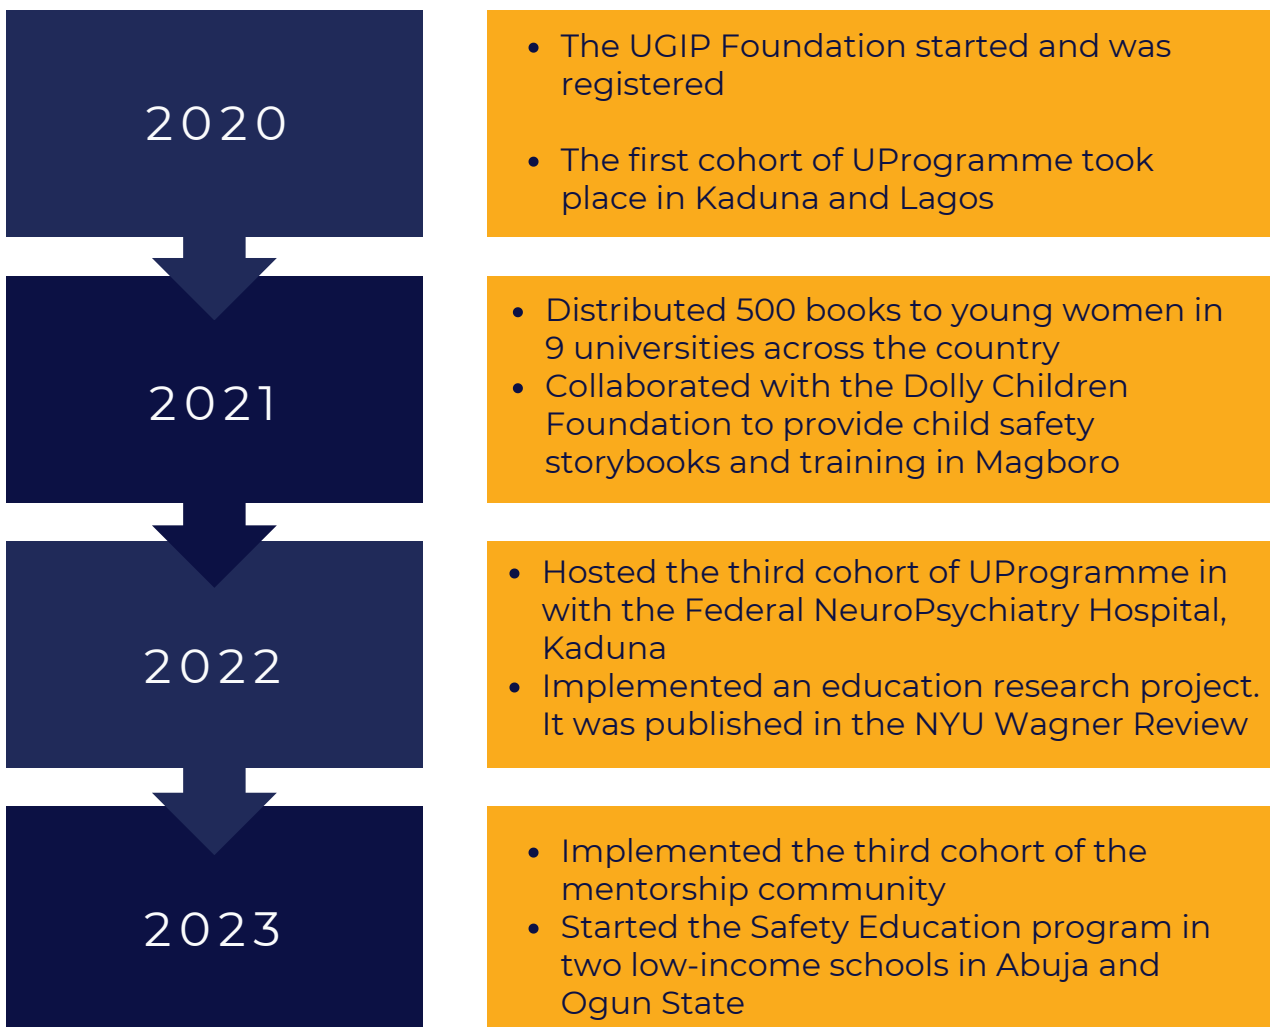 2020
• The UGIP Foundation started and was
registered
• The first cohort of UProgramme took
place in Kaduna and Lagos
2021
• Distributed 500 books to young women in
9 universities across the country
• Collaborated with the Dolly Children
Foundation to provide child safety
storybooks and training in Magboro
2022
• Hosted the third cohort of UProgramme in
with the Federal NeuroPsychiatry Hospital,
Kaduna
• Implemented an education research project.
It was published in the NYU Wagner Review
2023
• Implemented the third cohort of the
mentorship community
• Started the Safety Education program in
two low-income schools in Abuja and
Ogun State